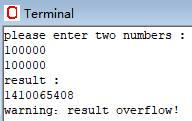 Terminal
please enter two numbers :
100000
100000
result :
1410065408
warning: result overflow!